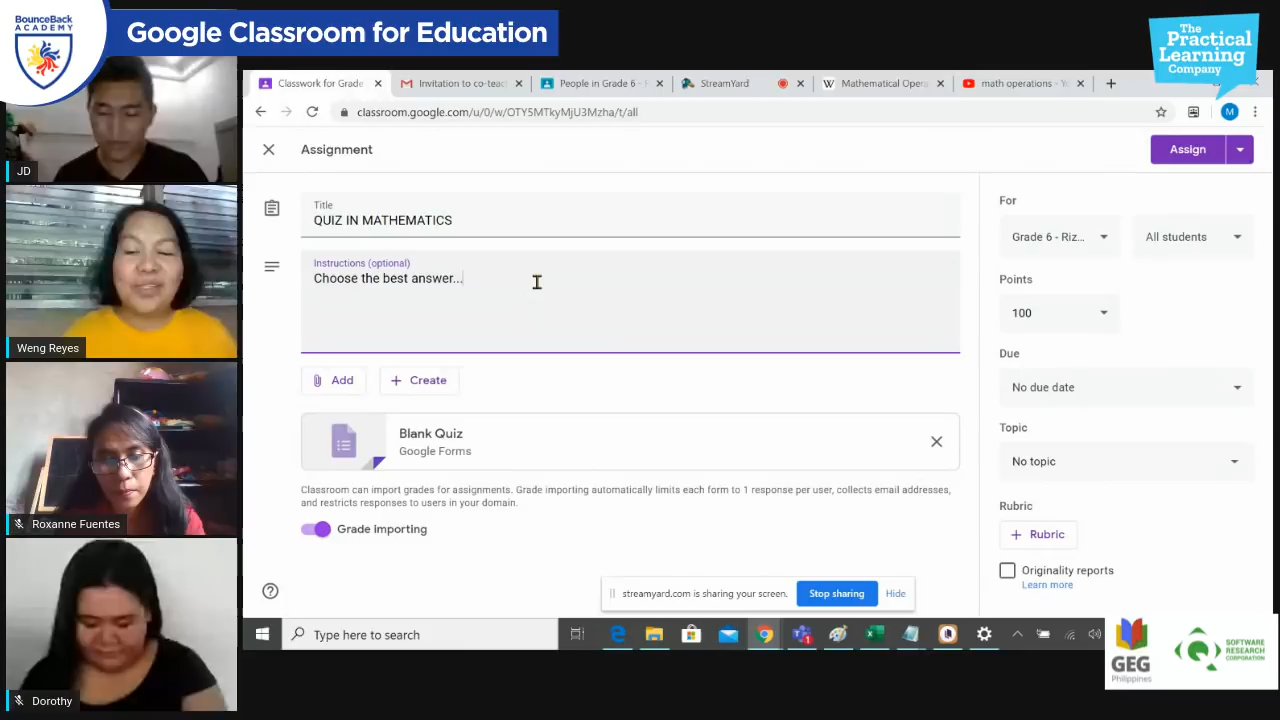 BounceBack
ACADEMY
Google Classroom for Education
The
Practical
Learning
Company
Classwork for Grade
Invitation to co-teac
People in Grade 6 -
StreamYard
Mathematical Opera
math operations -
classroom.google.com/u/0/w/OTY5MTkyMjU3Mzha/t/all
M
Assignment
Assign
Title
QUIZ IN MATHEMATICS
Instructions (optional)
Choose the best answer...
Add
Create
Blank Quiz
Google Forms
Classroom can import grades for assignments. Grade importing automatically limits each form to 1 response per user, collects email addresses,
and restricts responses to users in your domain.
Grade importing
For
Grade 6 - Riz...
All students
Points
100
Due
No due date
Topic
No topic
Rubric
Rubric
Originality reports
Learn more
streamyard.com is sharing your screen.
Stop sharing
Hide
Type here to search
JD
Weng Reyes
Roxanne Fuentes
Dorothy
GEG
Philippines
SOFTWARE
RESEARCH
CORPORATION